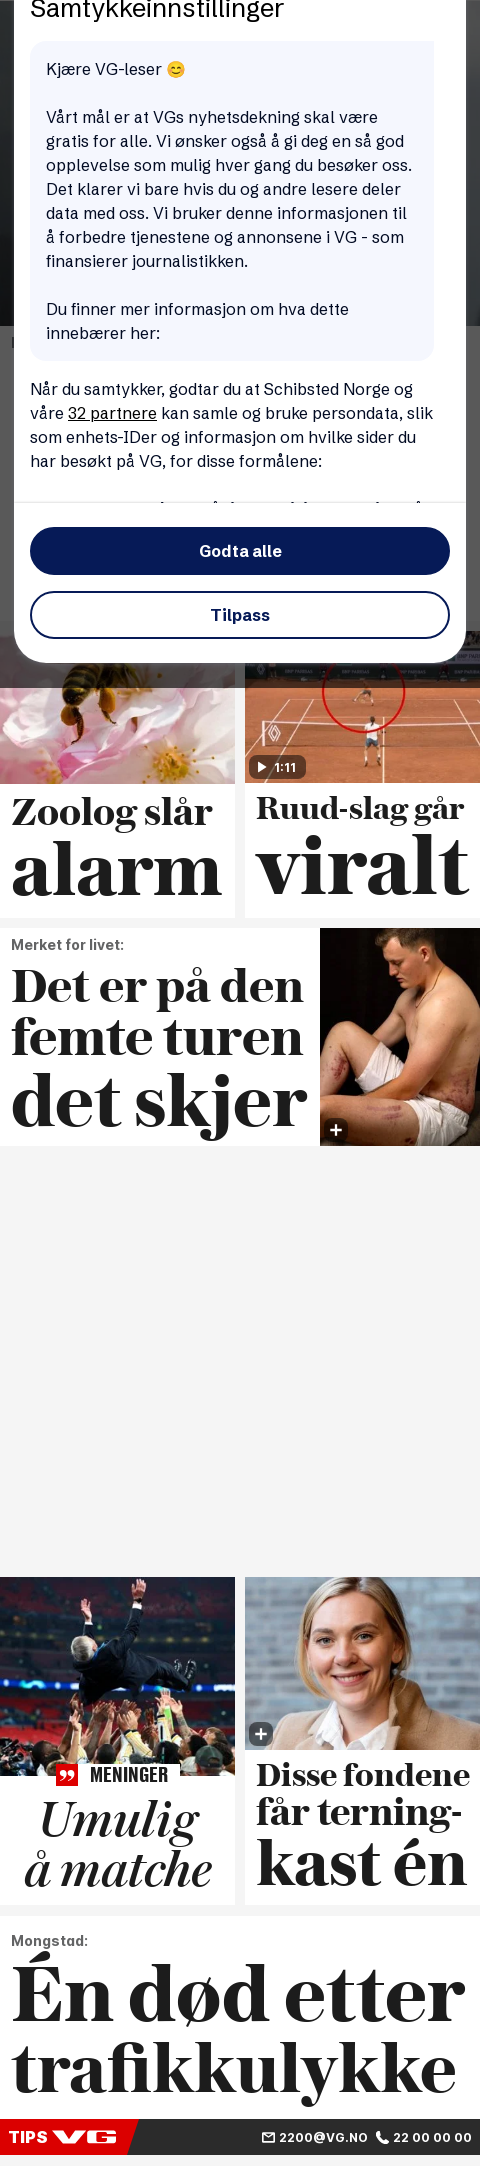 Samtykkeinnstillinger
Kjære VG-leser 😊
Vårt mål er at VGs nyhetsdekning skal være
gratis for alle. Vi ønsker også å gi deg en så god
opplevelse som mulig hver gang du besøker oss.
Det klarer vi bare hvis du og andre lesere deler
data med oss. Vi bruker denne informasjonen til
å forbedre tjenestene og annonsene i VG - som
finansierer journalistikken.
Du finner mer informasjon om hva dette
innebærer her:
Når du samtykker, godtar du at Schibsted Norge og
våre 32 partnere kan samle og bruke persondata, slik
som enhets-IDer og informasjon om hvilke sider du
har besøkt på VG, for disse formålene:
Godta alle
Tilpass
1:11
Zoolog slår
alarm
Ruud-slag går
viralt
Merket for livet:
Det er på den
femte turen
det skjer
MENINGER
Umulig
å matche
Disse fondene
får terning-
kast én
Mongstad:
Én død etter
trafikkulykke
TIPS VG 2200@VG.NO 22 00 00 00